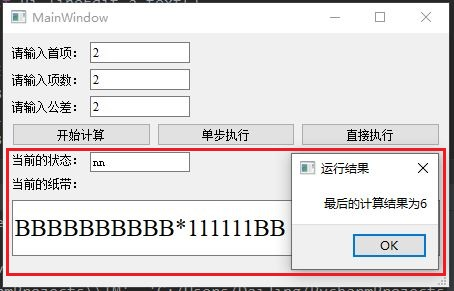 MainWindow
请输入首项: 2
请输入项数: 2
请输入公差: 2
开始计算 单步执行 直接执行
当前的状态: nn
当前的纸带:
BBBBBBBBBB*111111BB
运行结果
最后的计算结果为6
OK